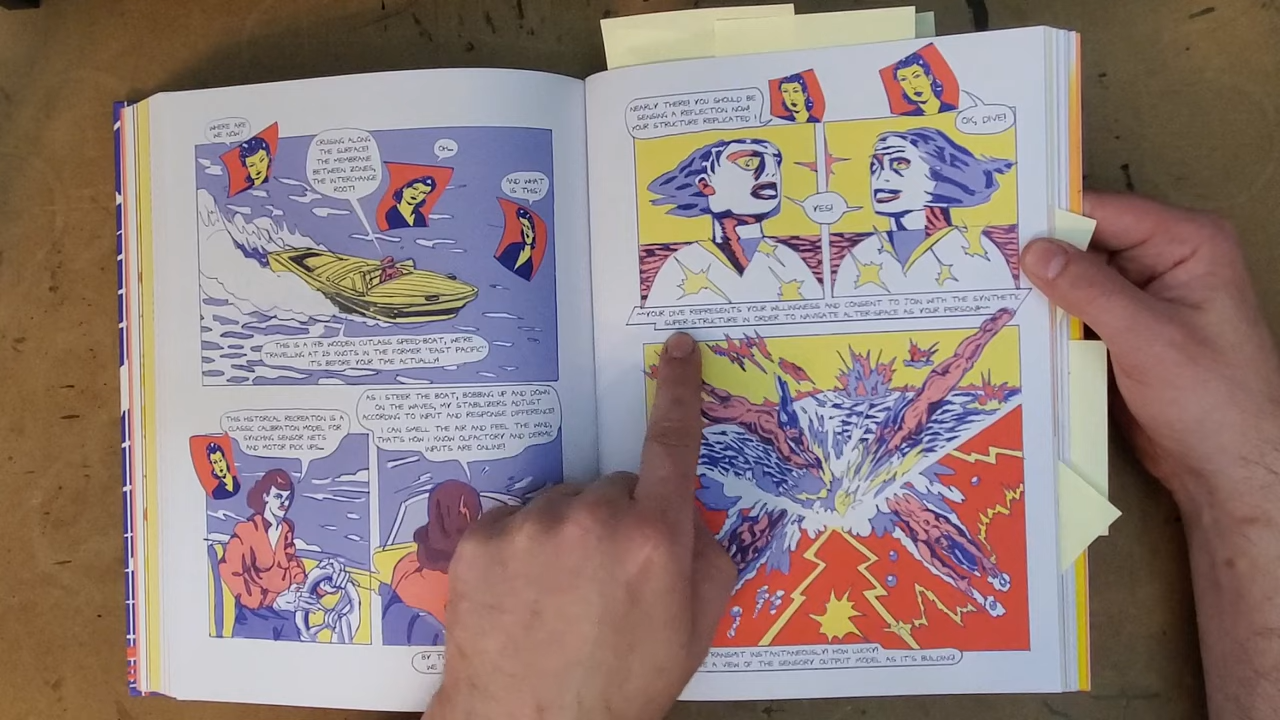 WHERE ARE
WE NOW?
CRUISING ALONG
THE SURFACE!
THE MEMBRANE
BETWEEN ZONES,
THE INTERCHANGE
ROOT!
OH...
AND WHAT
IS THIS?
THIS IS A WOODEN CUTLASS SPEED-BOAT, WE'RE
TRAVELLING AT KNOTS IN THE FORMER "EAST PACIFIC"
IT'S BEFORE YOUR TIME ACTUALLY!
THIS HISTORICAL RECREATION IS A
CLASSIC CALIBRATION MODEL FOR
SYNCHING SENSOR NETS
AND MOTOR PICK UPS...
AS I STEER THE BOAT, BOBBING UP AND DOWN
ON THE WAVES, MY STABILIZERS ADJUST
ACCORDING TO INPUT AND RESPONSE DIFFERENCE!
I CAN SMELL THE AIR AND FEEL THE WIND,
THAT'S HOW I KNOW OLFACTORY AND DERMIC
INPUTS ARE ONLINE!
NEARLY THERE! YOU SHOULD BE
SENSING A REFLECTION NOW!
YOUR STRUCTURE REPLICATED!
OK, DIVE!
YES!
~YOUR DIVE REPRESENTS YOUR WILLINGNESS AND CONSENT TO JOIN WITH THE SYNTHETIC
SUPER-STRUCTURE IN ORDER TO NAVIGATE ALTER-SPACE AS YOUR PERSONA~
TRANSMIT INSTANTANEOUSLY! HOW LUCKY!
A VIEW OF THE SENSORY OUTPUT MODEL AS IT'S BUILDING!